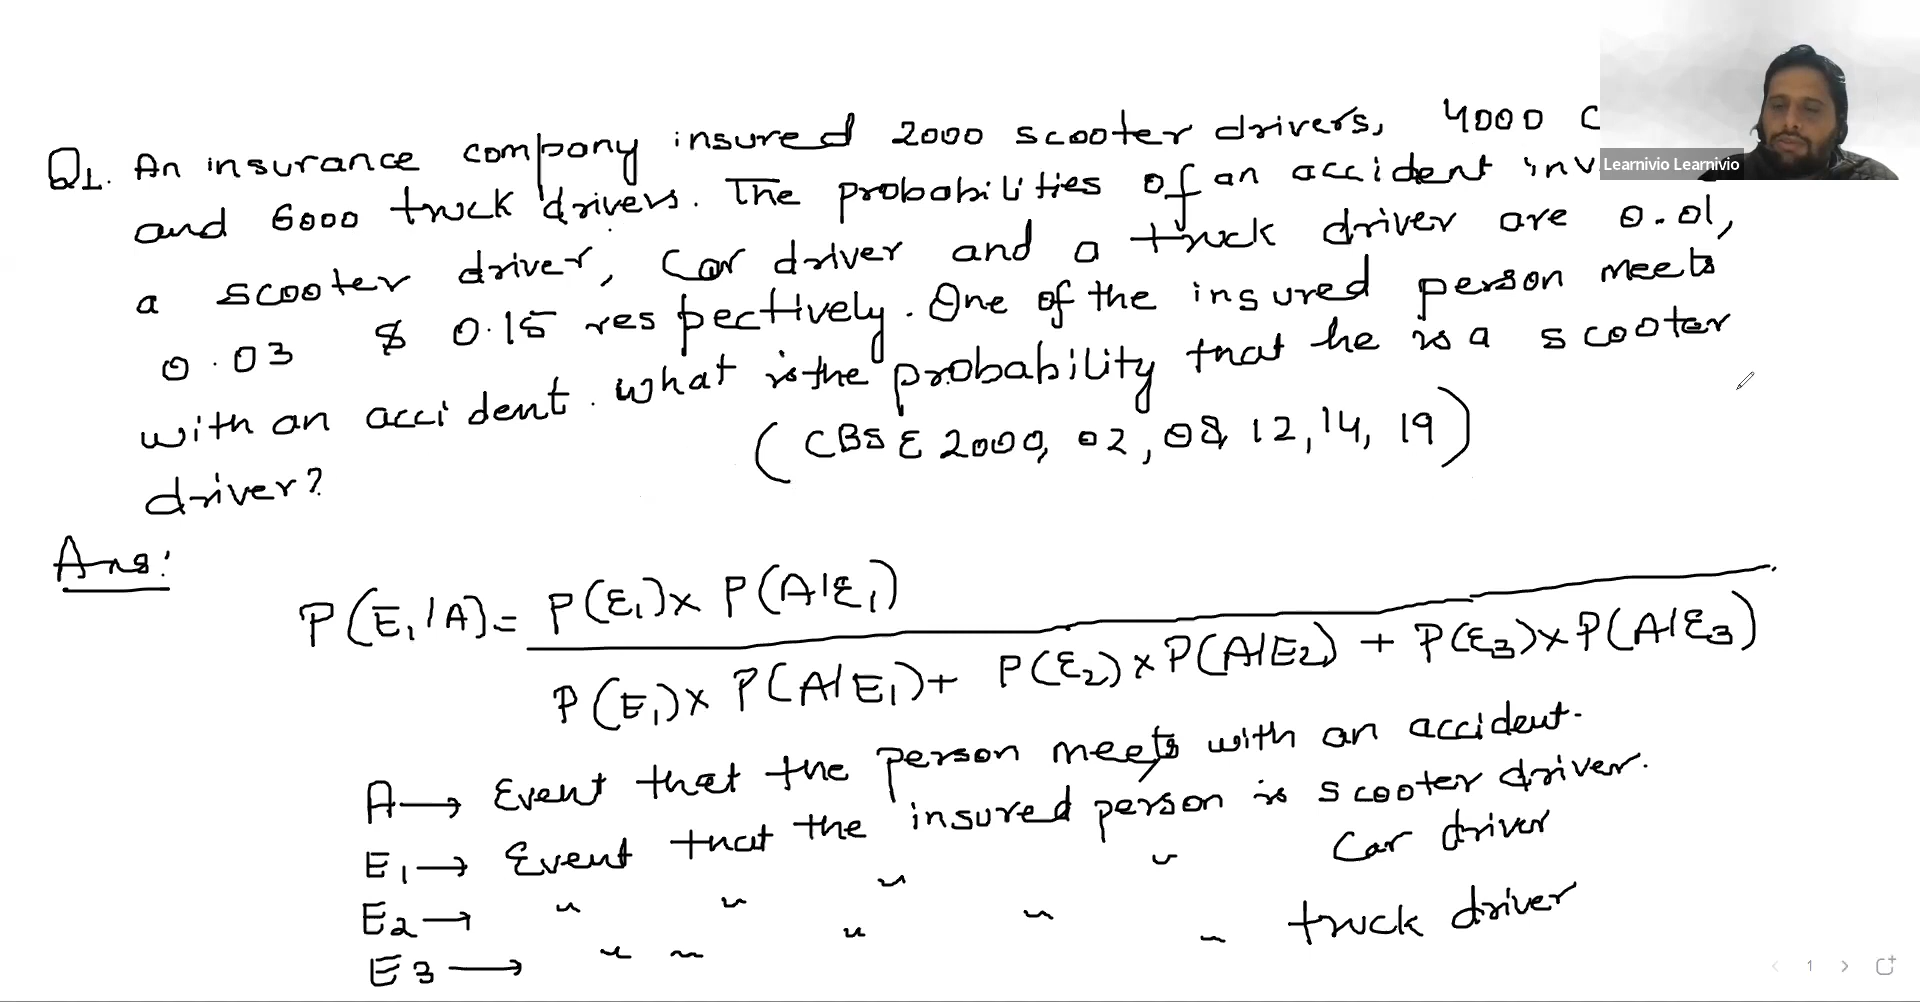 Q1. An insurance company insured 2000 scooter drivers, 4000 C
and 6000 truck drivers. The probabilities of an accident inv
a scooter driver, Car driver and a truck driver are 0.01,
0.03 & 0.15 respectively. One of the insured person meets
with an accident. what is the probability that he is a scooter
driver?
(CBSE 2000, 02, 08, 12, 14, 19)
Ans:
P(E1/A) = P(E1) x P(A/E1)
P(E1) x P(A/E1) + P(E2) x P(A/E2) + P(E3) x P(A/E3)
A → Event that the person meets with an accident.
E1 → Event that the insured person is scooter driver.
E2 → " " " " Car driver
E3 → " " " " " truck driver
Learnivio Learnivio
1